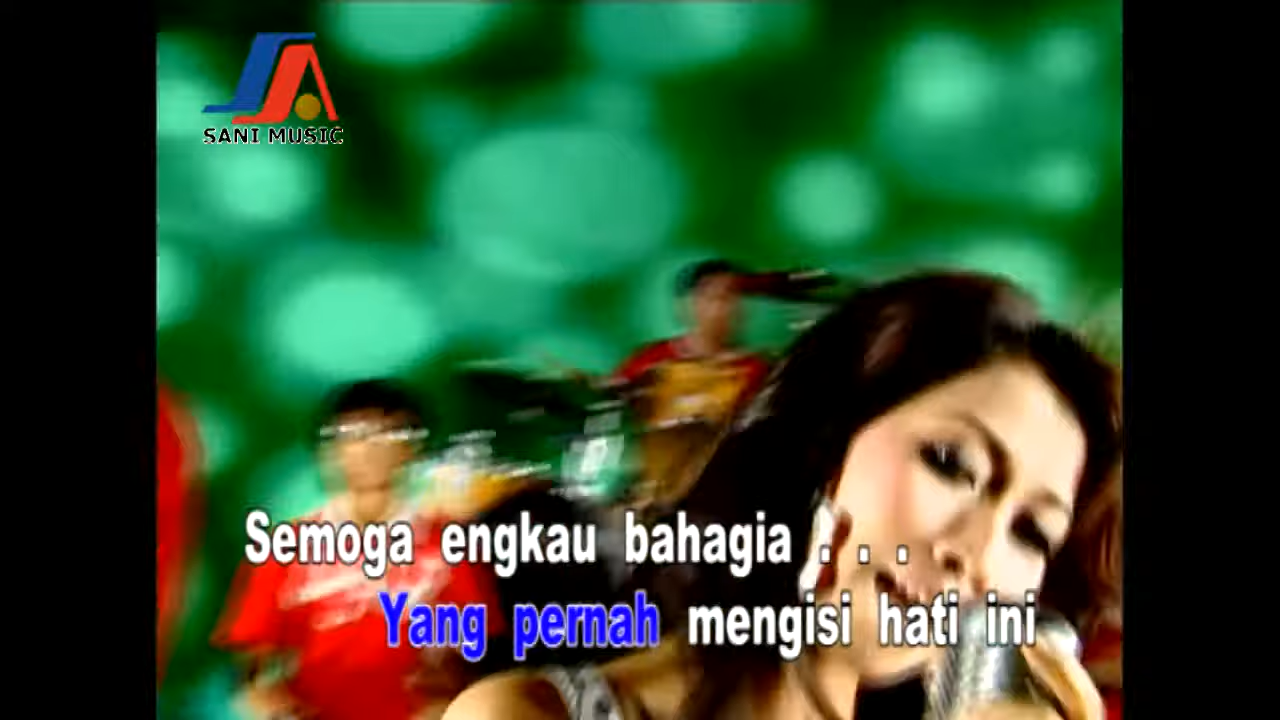 SANI MUSIC
Semoga engkau bahagia ! . . .
Yang pernah mengisi hati ini